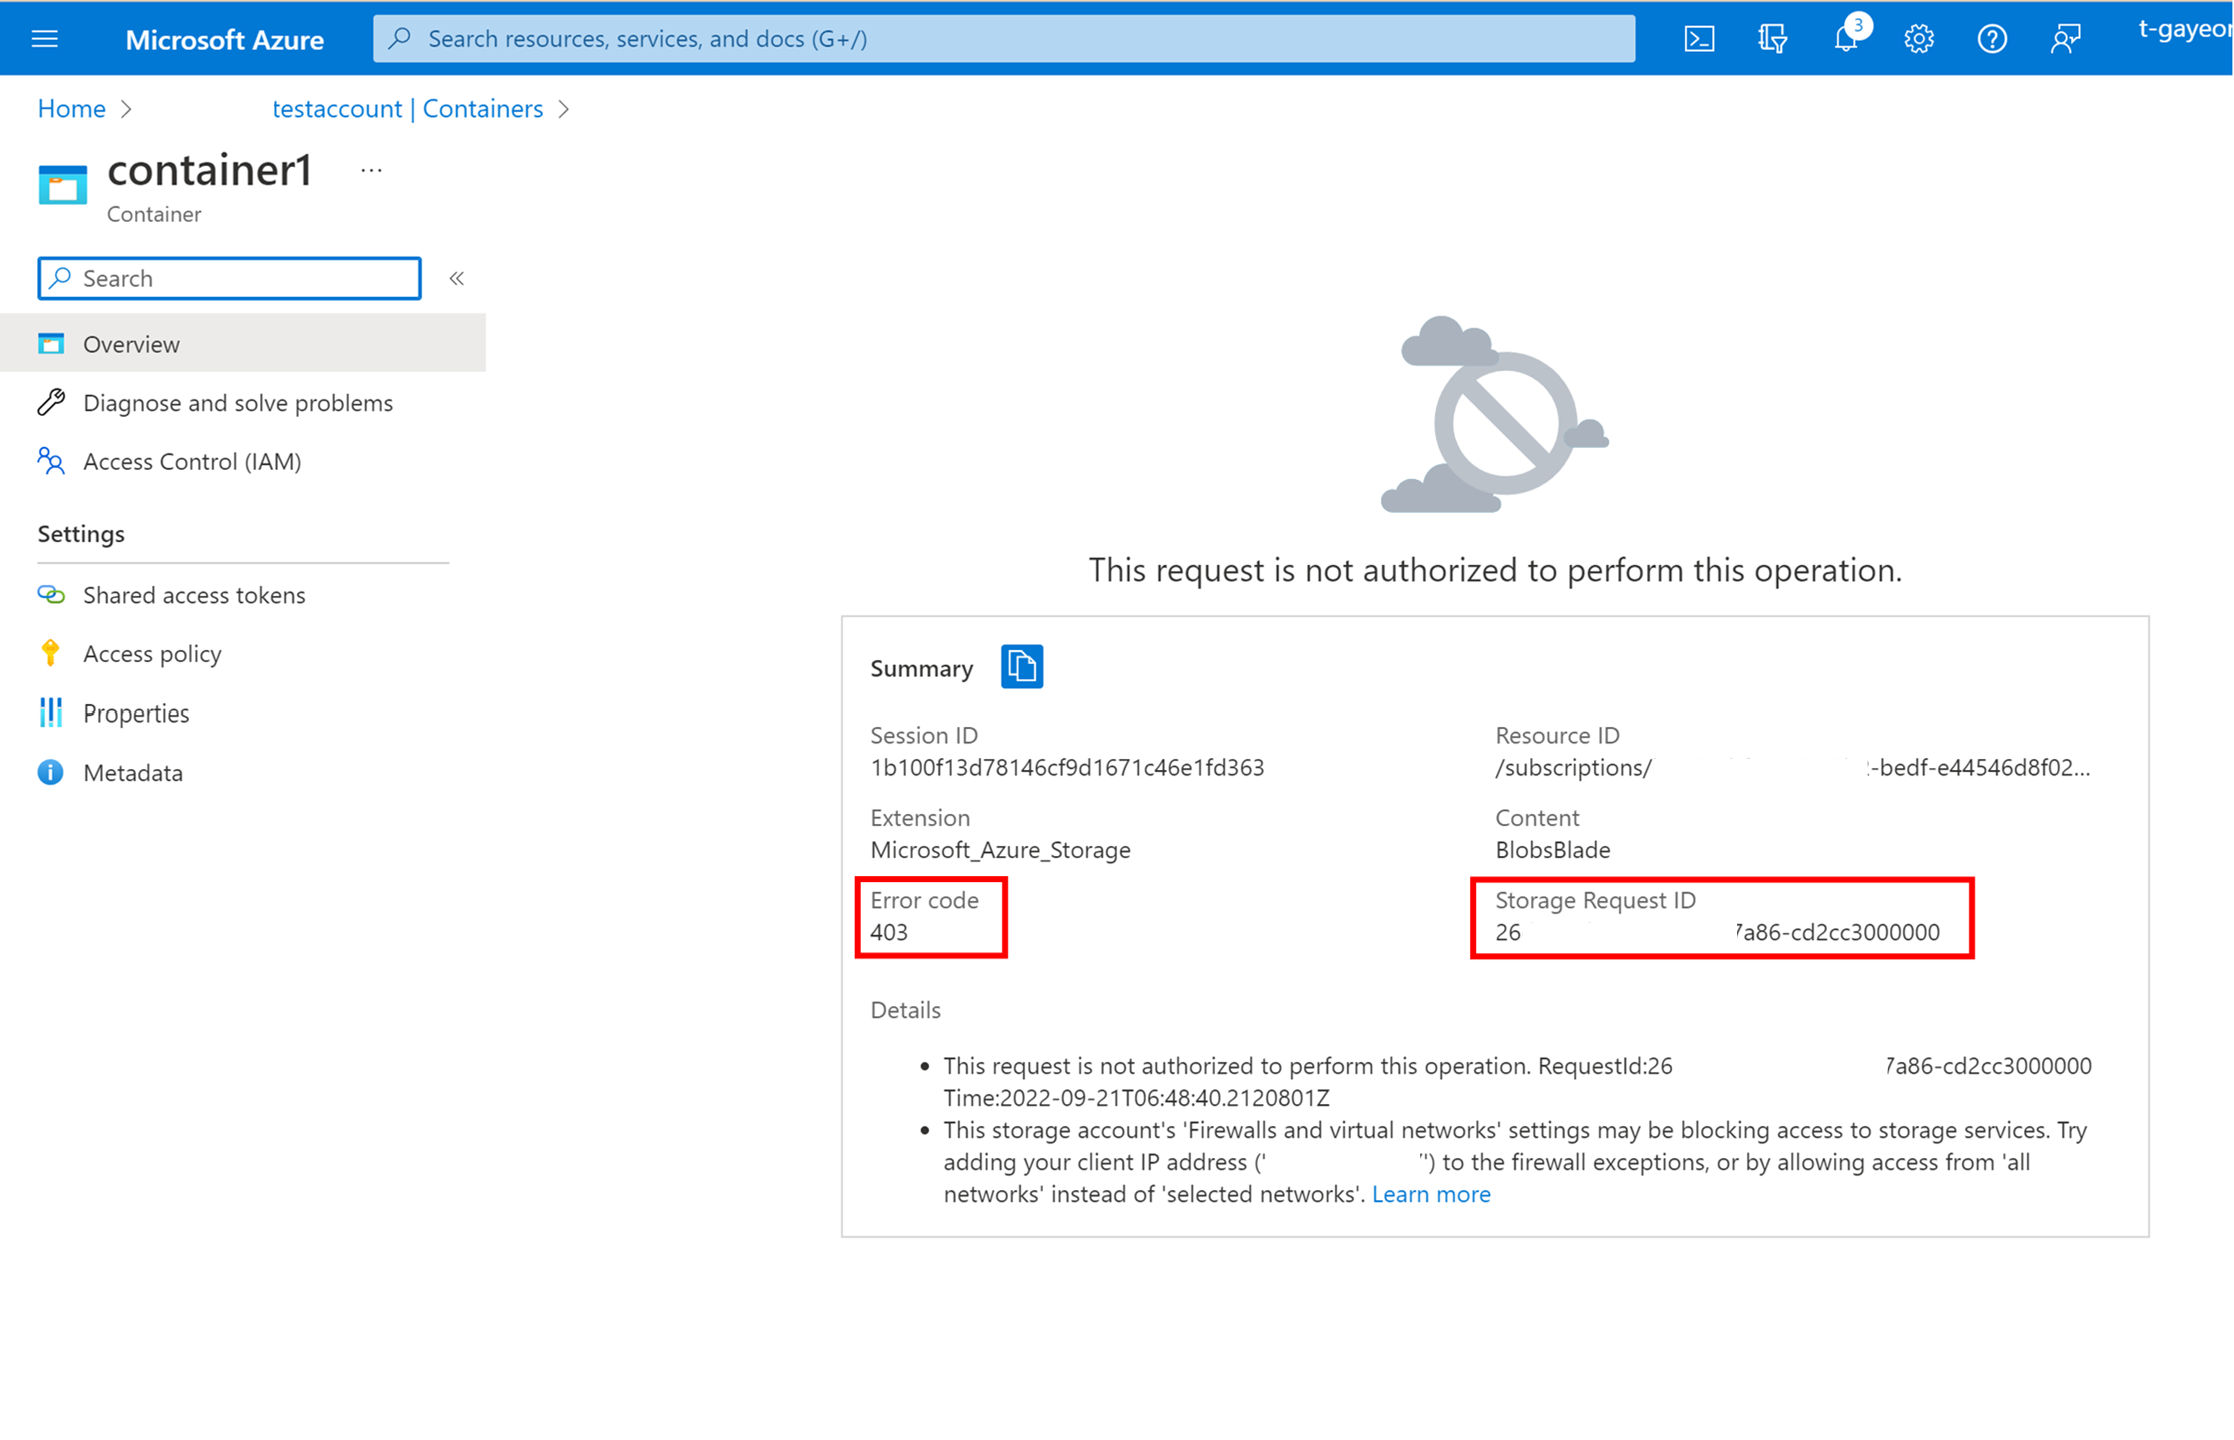 Microsoft Azure
Search resources, services, and docs (G+/)
3
Home
testaccount | Containers
container1
...
Container
Search
«
Overview
Diagnose and solve problems
Access Control (IAM)
Settings
Shared access tokens
Access policy
Properties
Metadata
This request is not authorized to perform this operation.
Summary
Session ID
1b100f13d78146cf9d1671c46e1fd363
Resource ID
/subscriptions/ -bedf-e44546d8f02...
Extension
Microsoft_Azure_Storage
Content
BlobsBlade
Error code
403
Storage Request ID
26 7a86-cd2cc3000000
Details
• This request is not authorized to perform this operation. RequestId:26 7a86-cd2cc3000000
Time:2022-09-21T06:48:40.2120801Z
• This storage account's 'Firewalls and virtual networks' settings may be blocking access to storage services. Try
adding your client IP address (' ') to the firewall exceptions, or by allowing access from 'all
networks' instead of 'selected networks'. Learn more